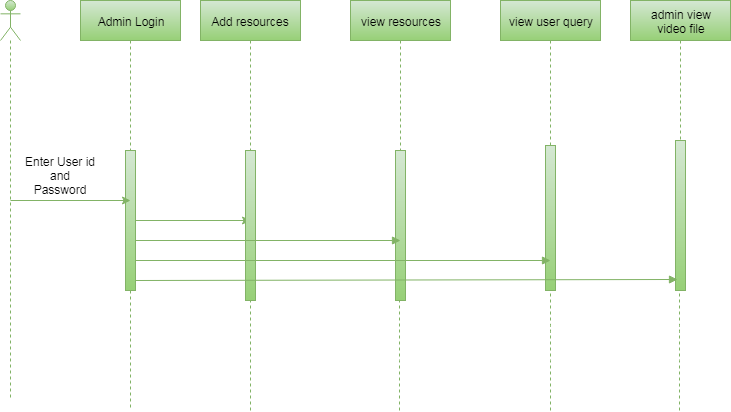 Admin Login
Add resources
view resources
view user query
admin view
video file
Enter User id
and
Password